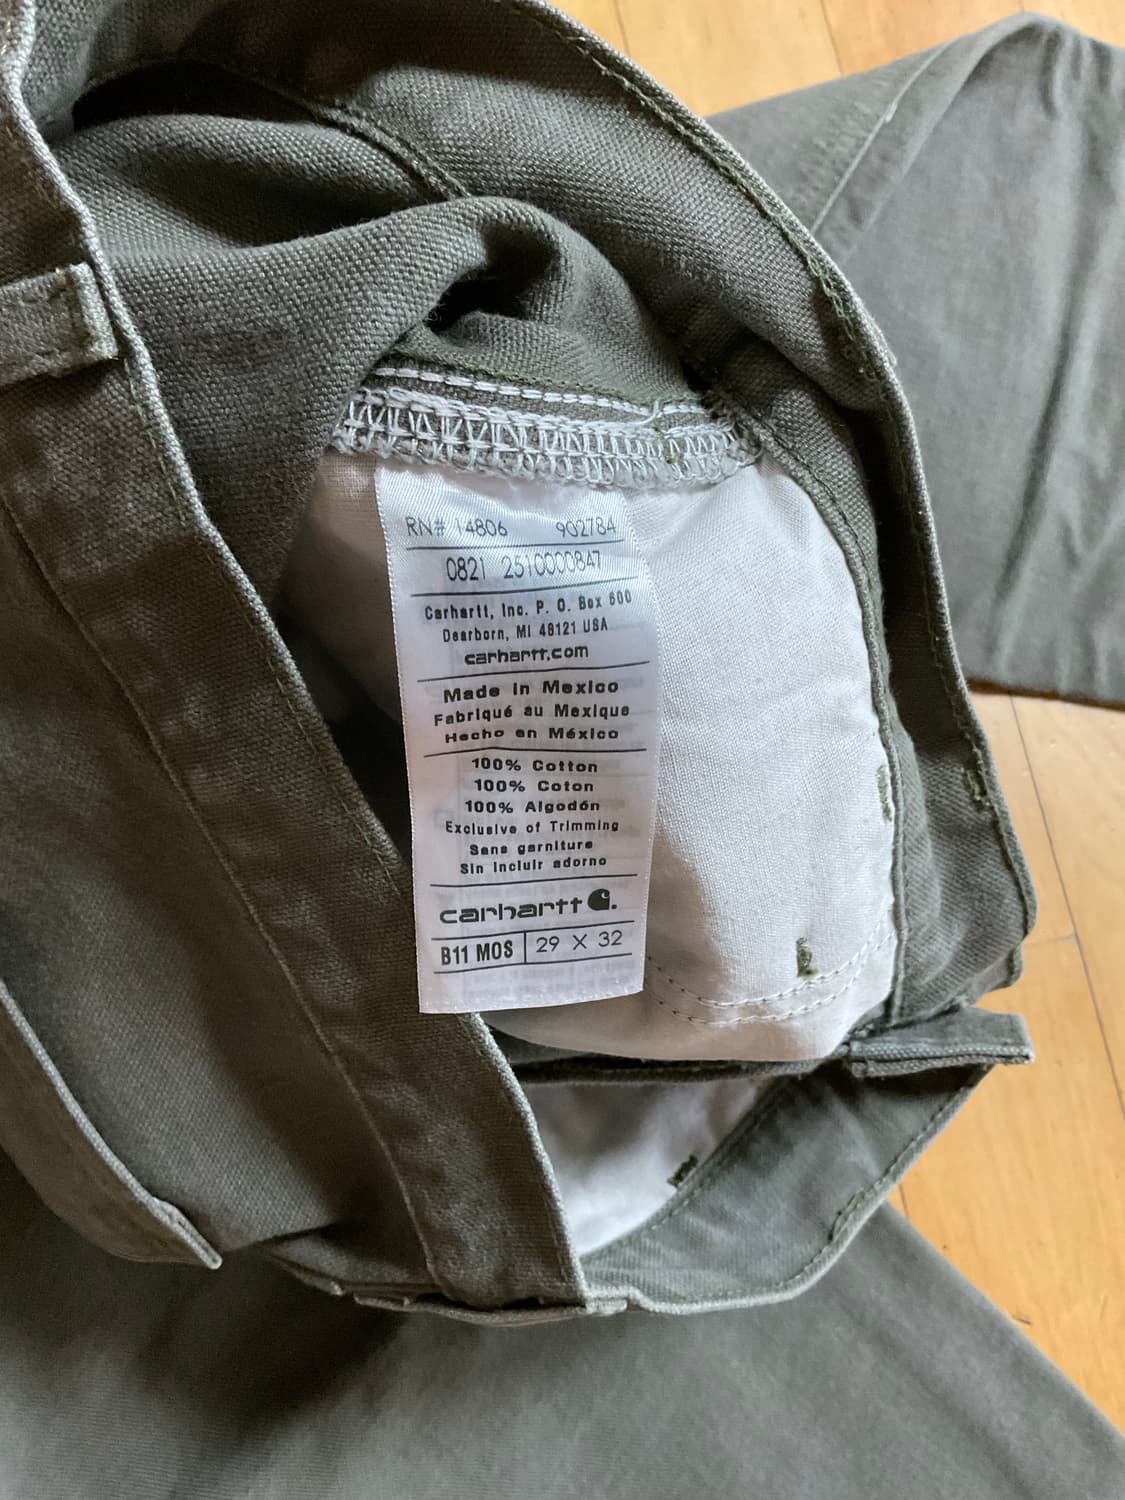 RN# 14806 902784
0821 2510000847
Carhartt, Inc. P. O. Box 600
Dearborn, MI 48121 USA
carhartt.com
Made in Mexico
Fabriqué au Mexique
Hecho en México
100% Cotton
100% Coton
100% Algodón
Exclusive of Trimming
Sans garniture
Sin incluir adorno
carhartt
B11 MOS 29 X 32